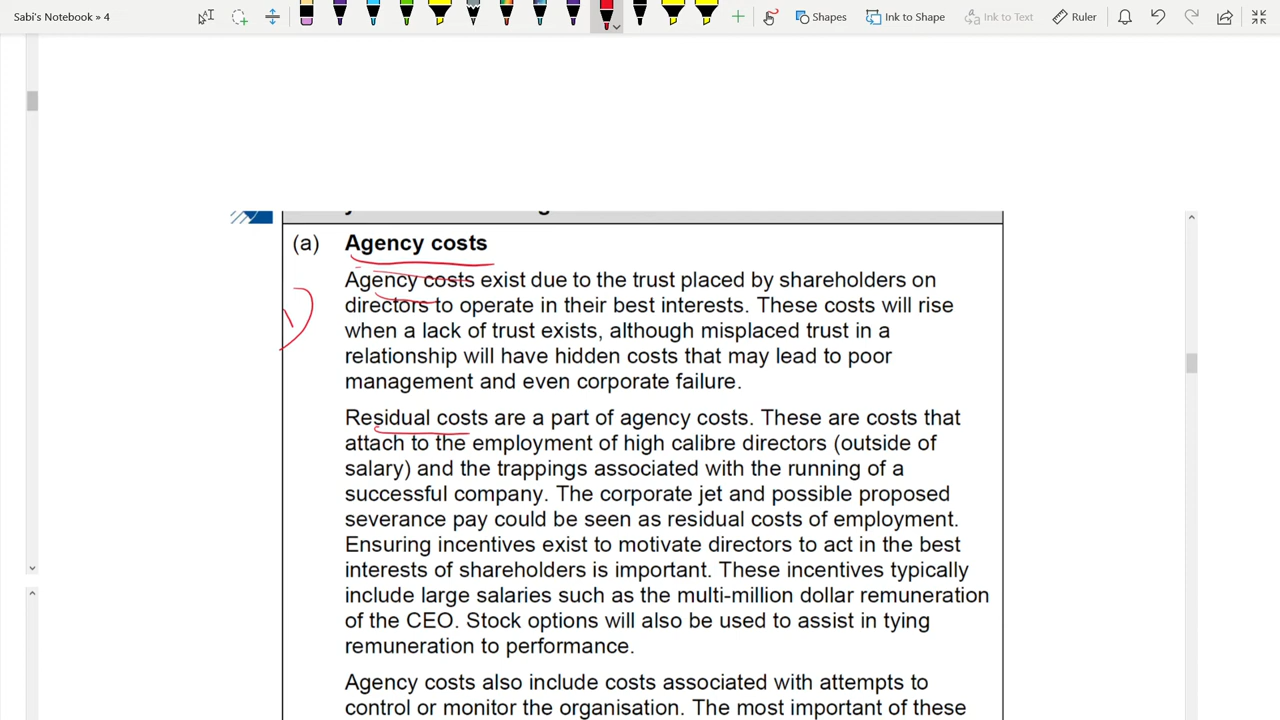 Sabi's Notebook » 4
Shapes
Ink to Shape
Ink to Text
Ruler
(a) Agency costs
Agency costs exist due to the trust placed by shareholders on
directors to operate in their best interests. These costs will rise
when a lack of trust exists, although misplaced trust in a
relationship will have hidden costs that may lead to poor
management and even corporate failure.
Residual costs are a part of agency costs. These are costs that
attach to the employment of high calibre directors (outside of
salary) and the trappings associated with the running of a
successful company. The corporate jet and possible proposed
severance pay could be seen as residual costs of employment.
Ensuring incentives exist to motivate directors to act in the best
interests of shareholders is important. These incentives typically
include large salaries such as the multi-million dollar remuneration
of the CEO. Stock options will also be used to assist in tying
remuneration to performance.
Agency costs also include costs associated with attempts to
control or monitor the organisation. The most important of these